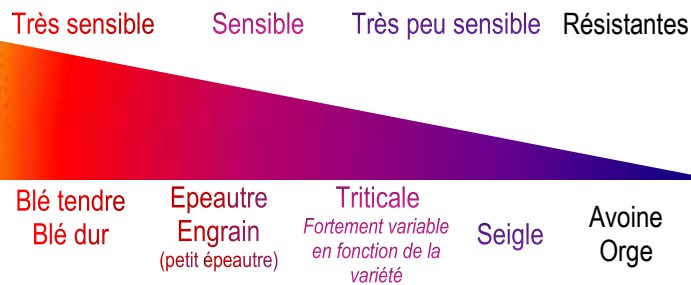 Très sensible Sensible Très peu sensible Résistantes
Blé tendre
Blé dur
Epeautre
Engrain
(petit épeautre)
Triticale
Fortement variable
en fonction de la
variété
Seigle
Avoine
Orge